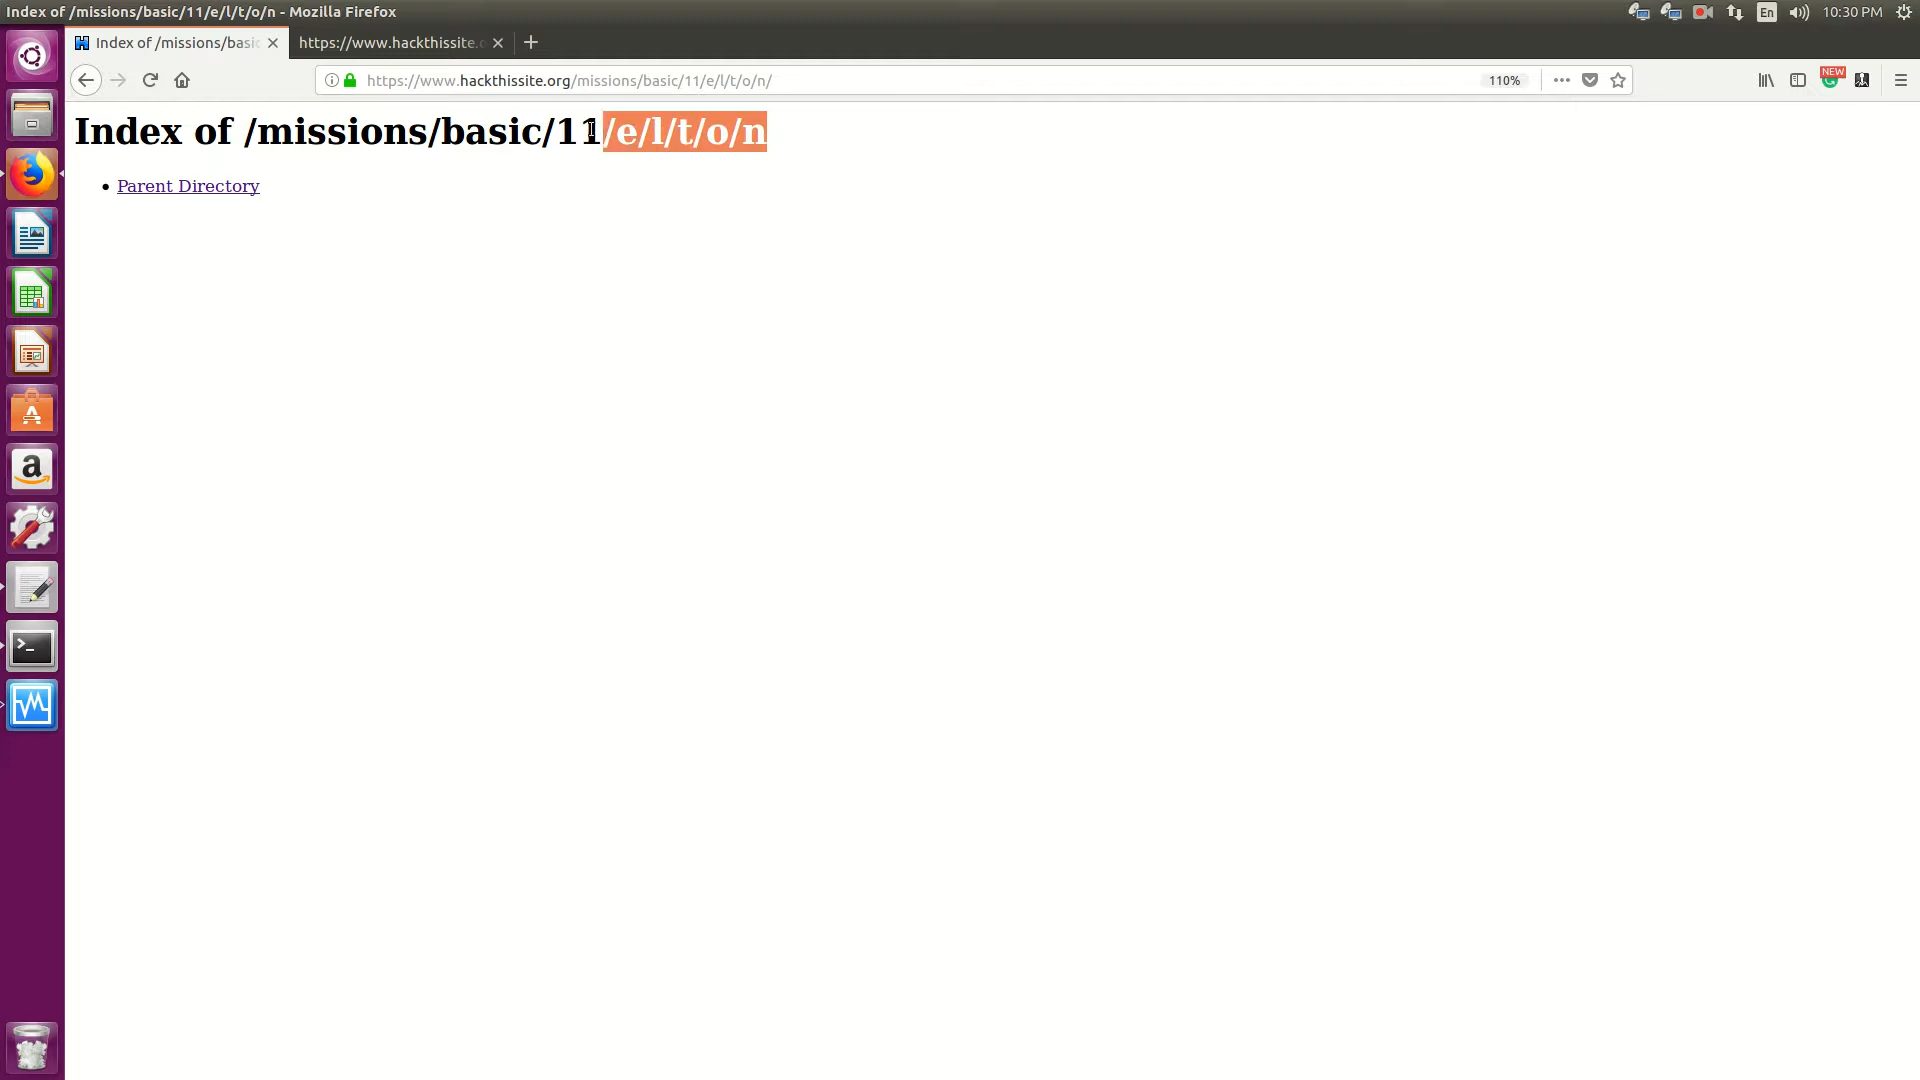 Index of /missions/basic/11/e/l/t/o/n - Mozilla Firefox
En
10:30 PM
Index of /missions/basic
https://www.hackthissite.
https://www.hackthissite.org/missions/basic/11/e/l/t/o/n/
110%
NEW
Index of /missions/basic/11/e/l/t/o/n
Parent Directory